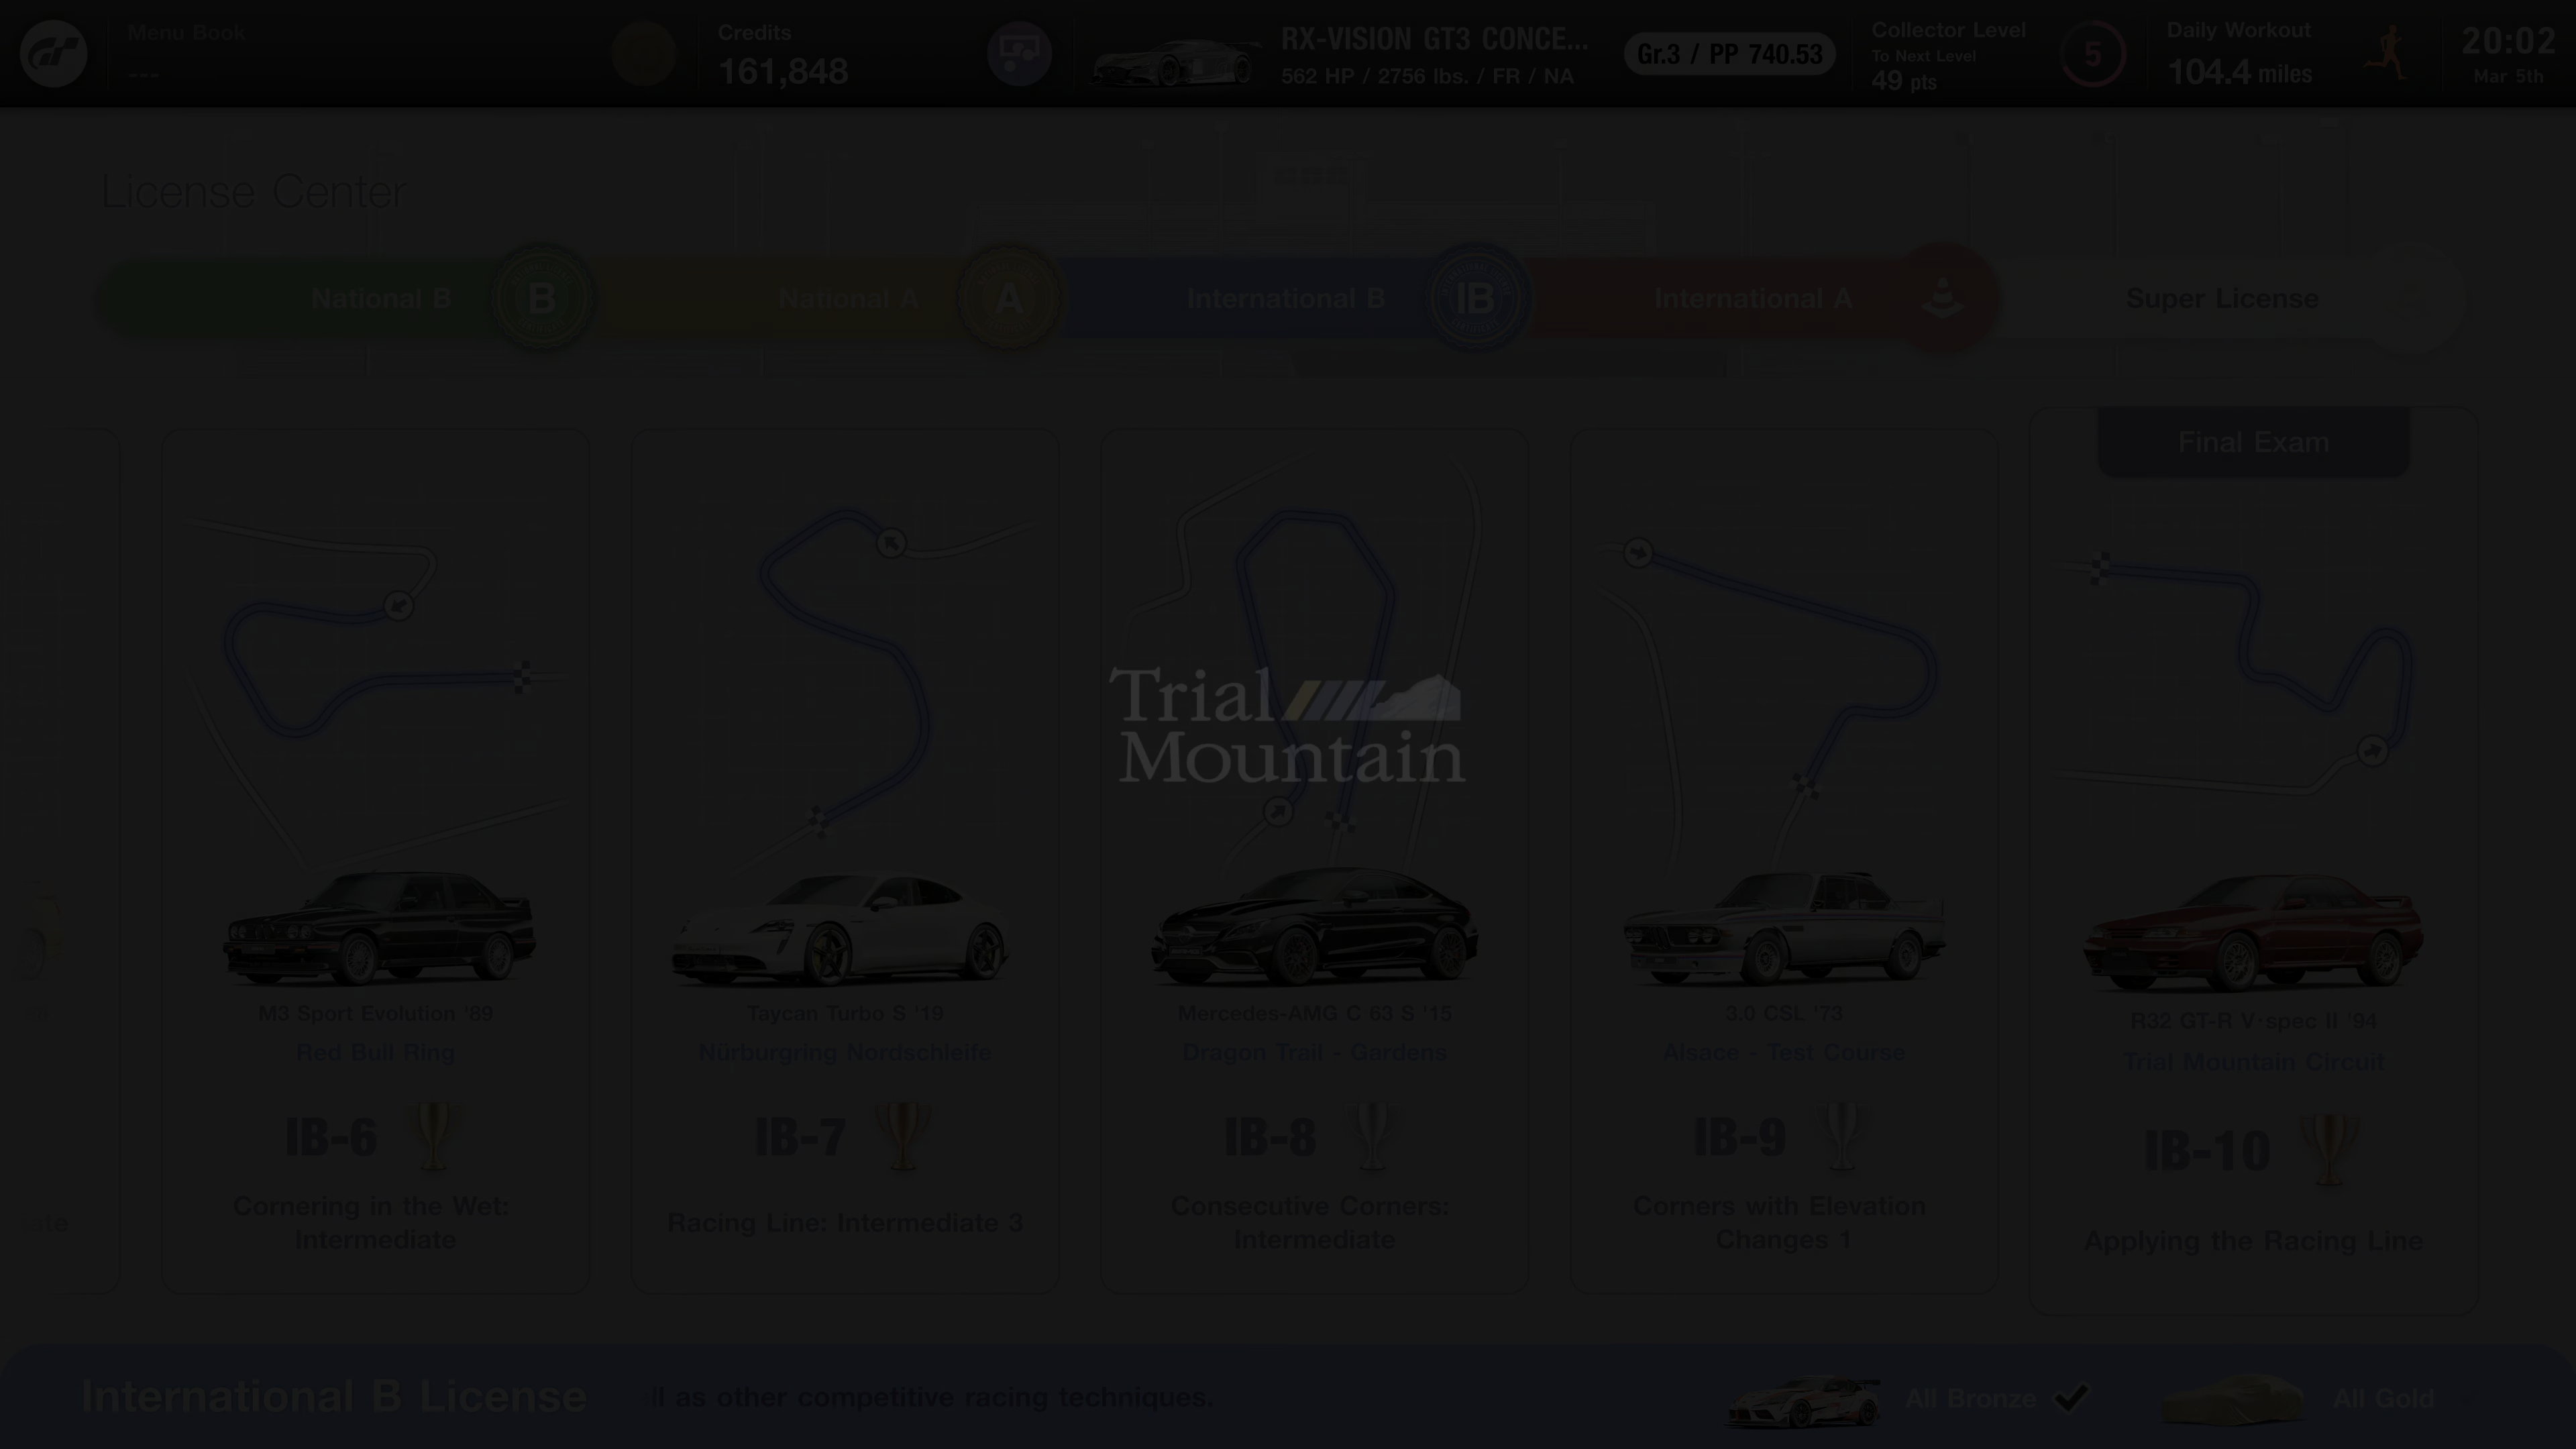 Menu Book
---
Credits
161,848
RX-VISION GT3 CONCE...
562 HP / 2756 lbs. / FR / NA
Gr.3 / PP 740.53
Collector Level
To Next Level
49 pts
5
Daily Workout
104.4 miles
20:02
Mar 5th
License Center
National B
B
National A
A
International B
IB
International A
Super License
Final Exam
Trial
Mountain
M3 Sport Evolution '89
Red Bull Ring
IB-6
Cornering in the Wet:
Intermediate
Taycan Turbo S '19
Nürburgring Nordschleife
IB-7
Racing Line: Intermediate 3
Mercedes-AMG C 63 S '15
Dragon Trail - Gardens
IB-8
Consecutive Corners:
Intermediate
3.0 CSL '73
Alsace - Test Course
IB-9
Corners with Elevation
Changes 1
R32 GT-R V·spec II '94
Trial Mountain Circuit
IB-10
Applying the Racing Line
International B License
ll as other competitive racing techniques.
All Bronze
All Gold